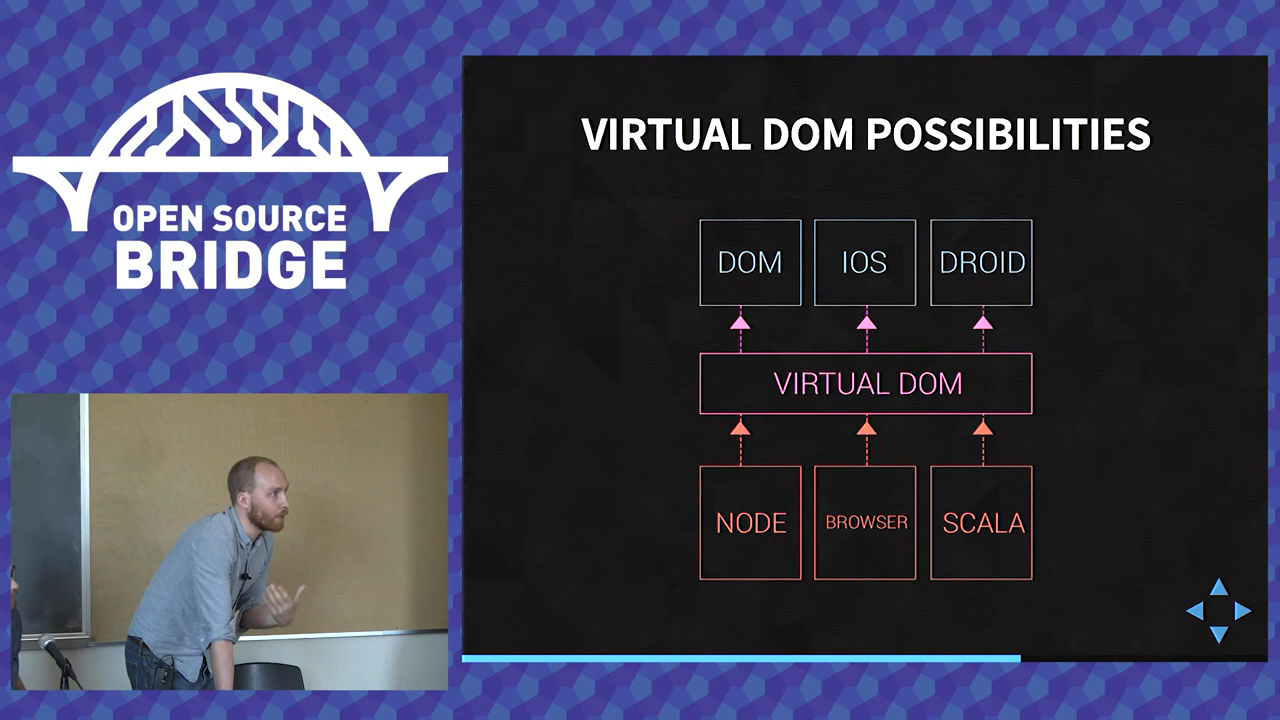 OPEN SOURCE
BRIDGE
VIRTUAL DOM POSSIBILITIES
DOM
IOS
DROID
VIRTUAL DOM
NODE
BROWSER
SCALA